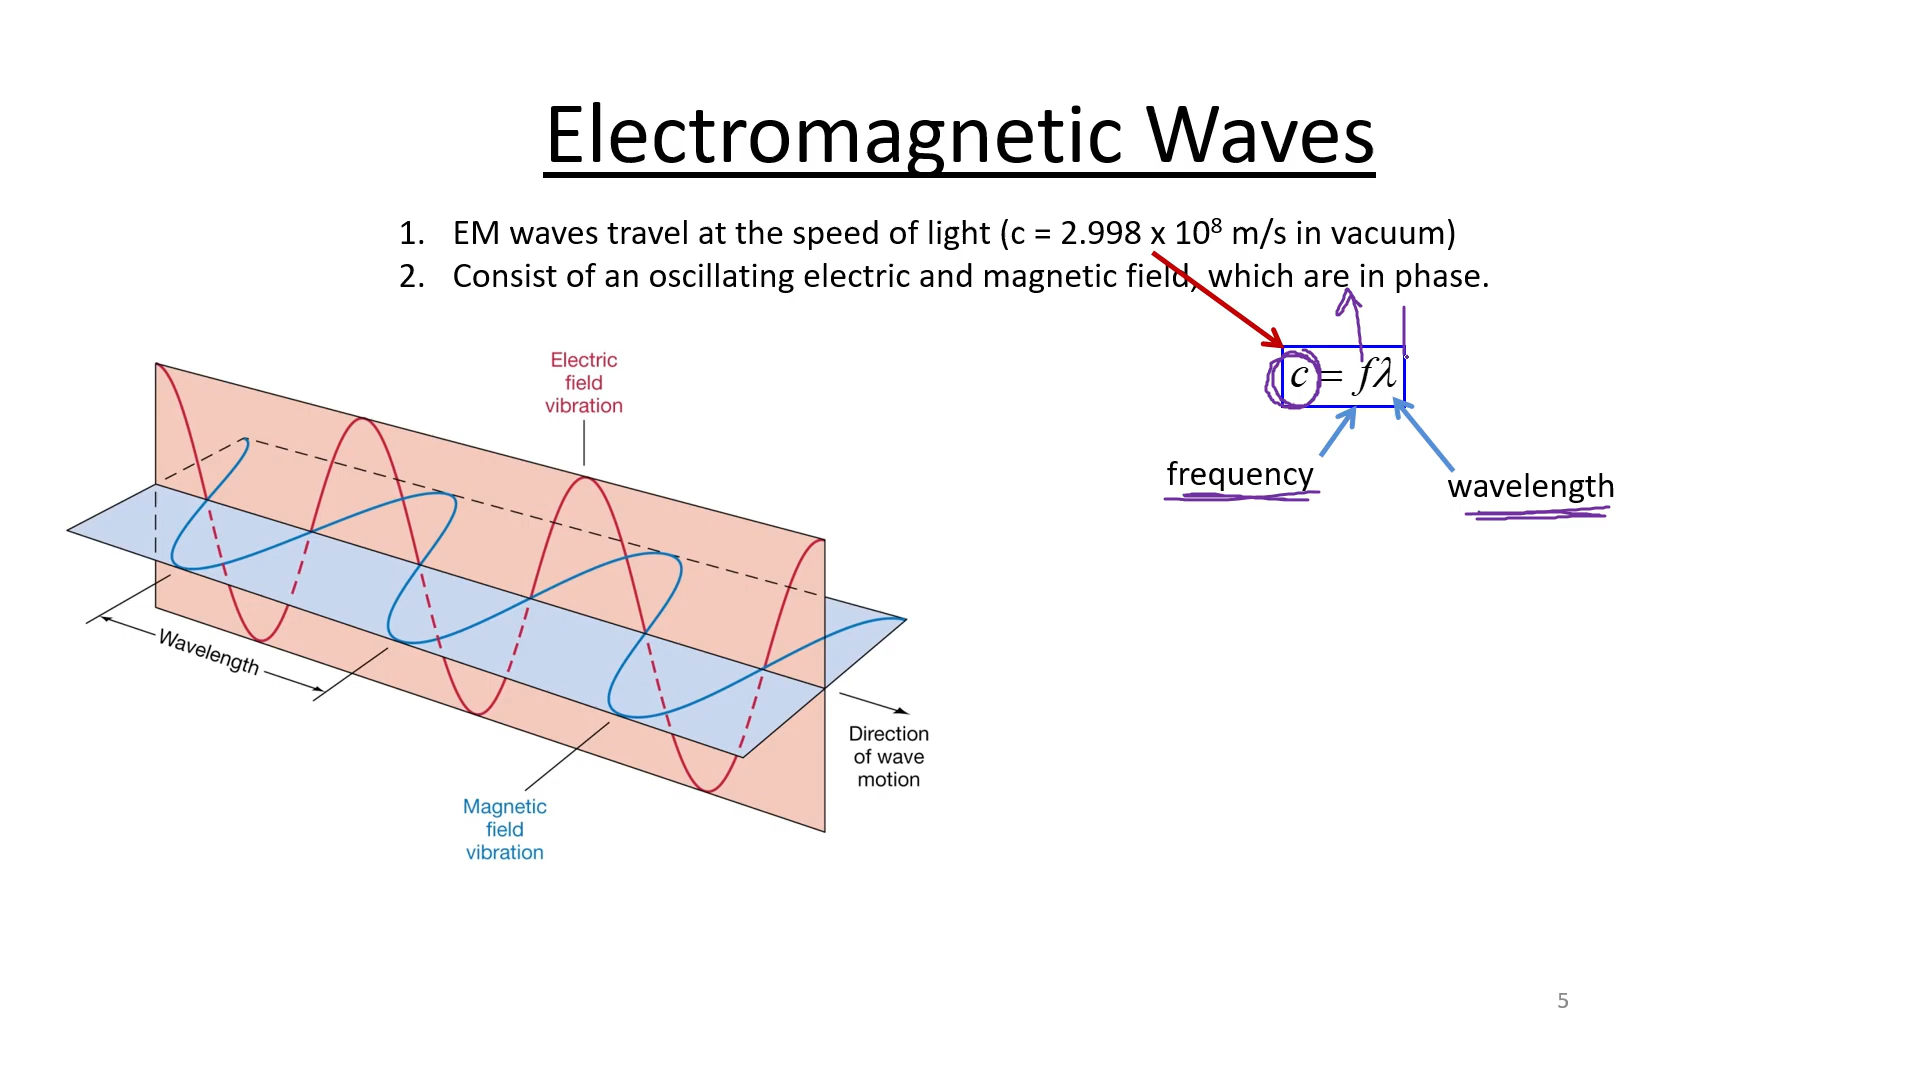 Electromagnetic Waves
1. EM waves travel at the speed of light (c = 2.998 x 10⁸ m/s in vacuum)
2. Consist of an oscillating electric and magnetic field, which are in phase.
c = fλ
frequency
wavelength
Electric
field
vibration
Wavelength
Direction
of wave
motion
Magnetic
field
vibration
5